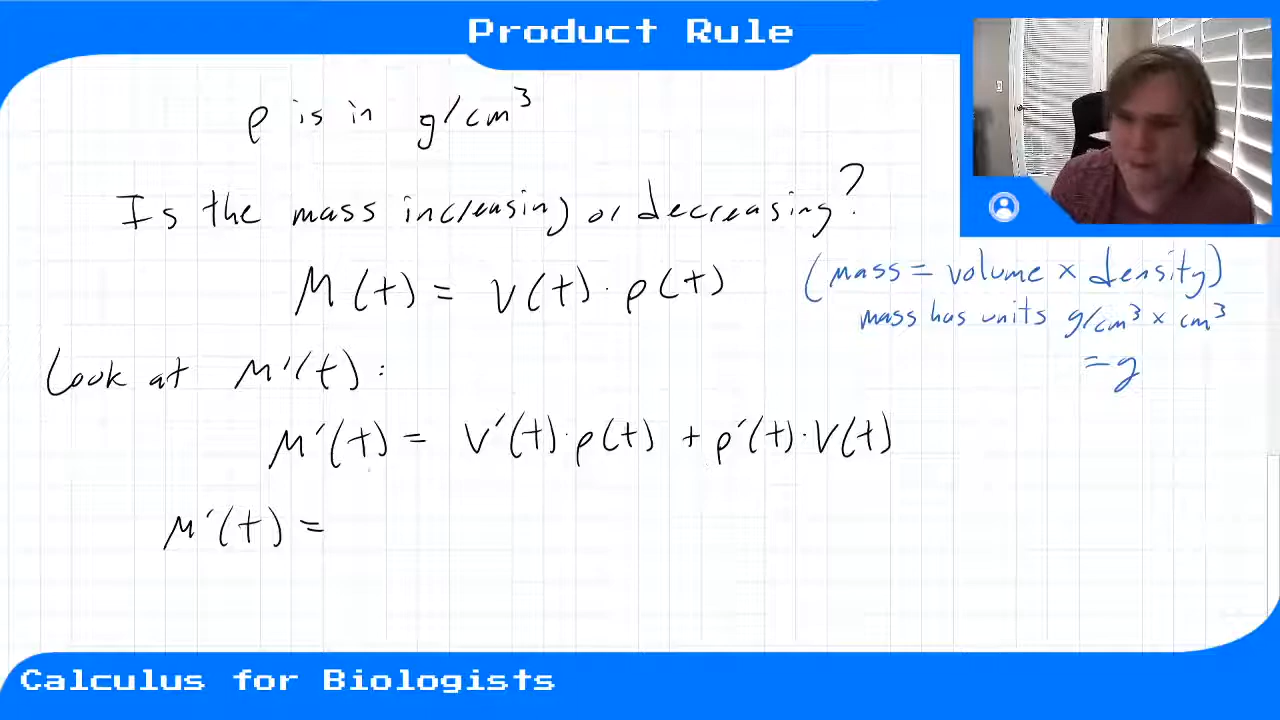 Product Rule
ρ is in g/cm³
Is the mass increasing or decreasing?
M(t) = V(t)·ρ(t)
(mass = volume × density)
mass has units g/cm³ × cm³
= g
Look at M'(t):
M'(t) = V'(t)·ρ(t) + ρ'(t)·V(t)
M'(t) =
Calculus for Biologists